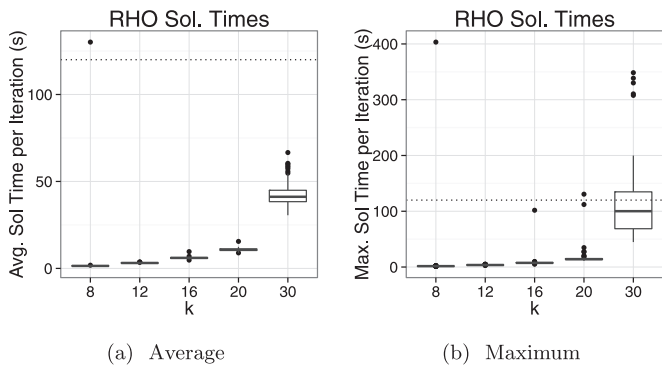 RHO Sol. Times
Avg. Sol Time per Iteration (s)
100
50
0
8 12 16 20 30
k
(a) Average
RHO Sol. Times
Max. Sol Time per Iteration (s)
400
300
200
100
0
8 12 16 20 30
k
(b) Maximum